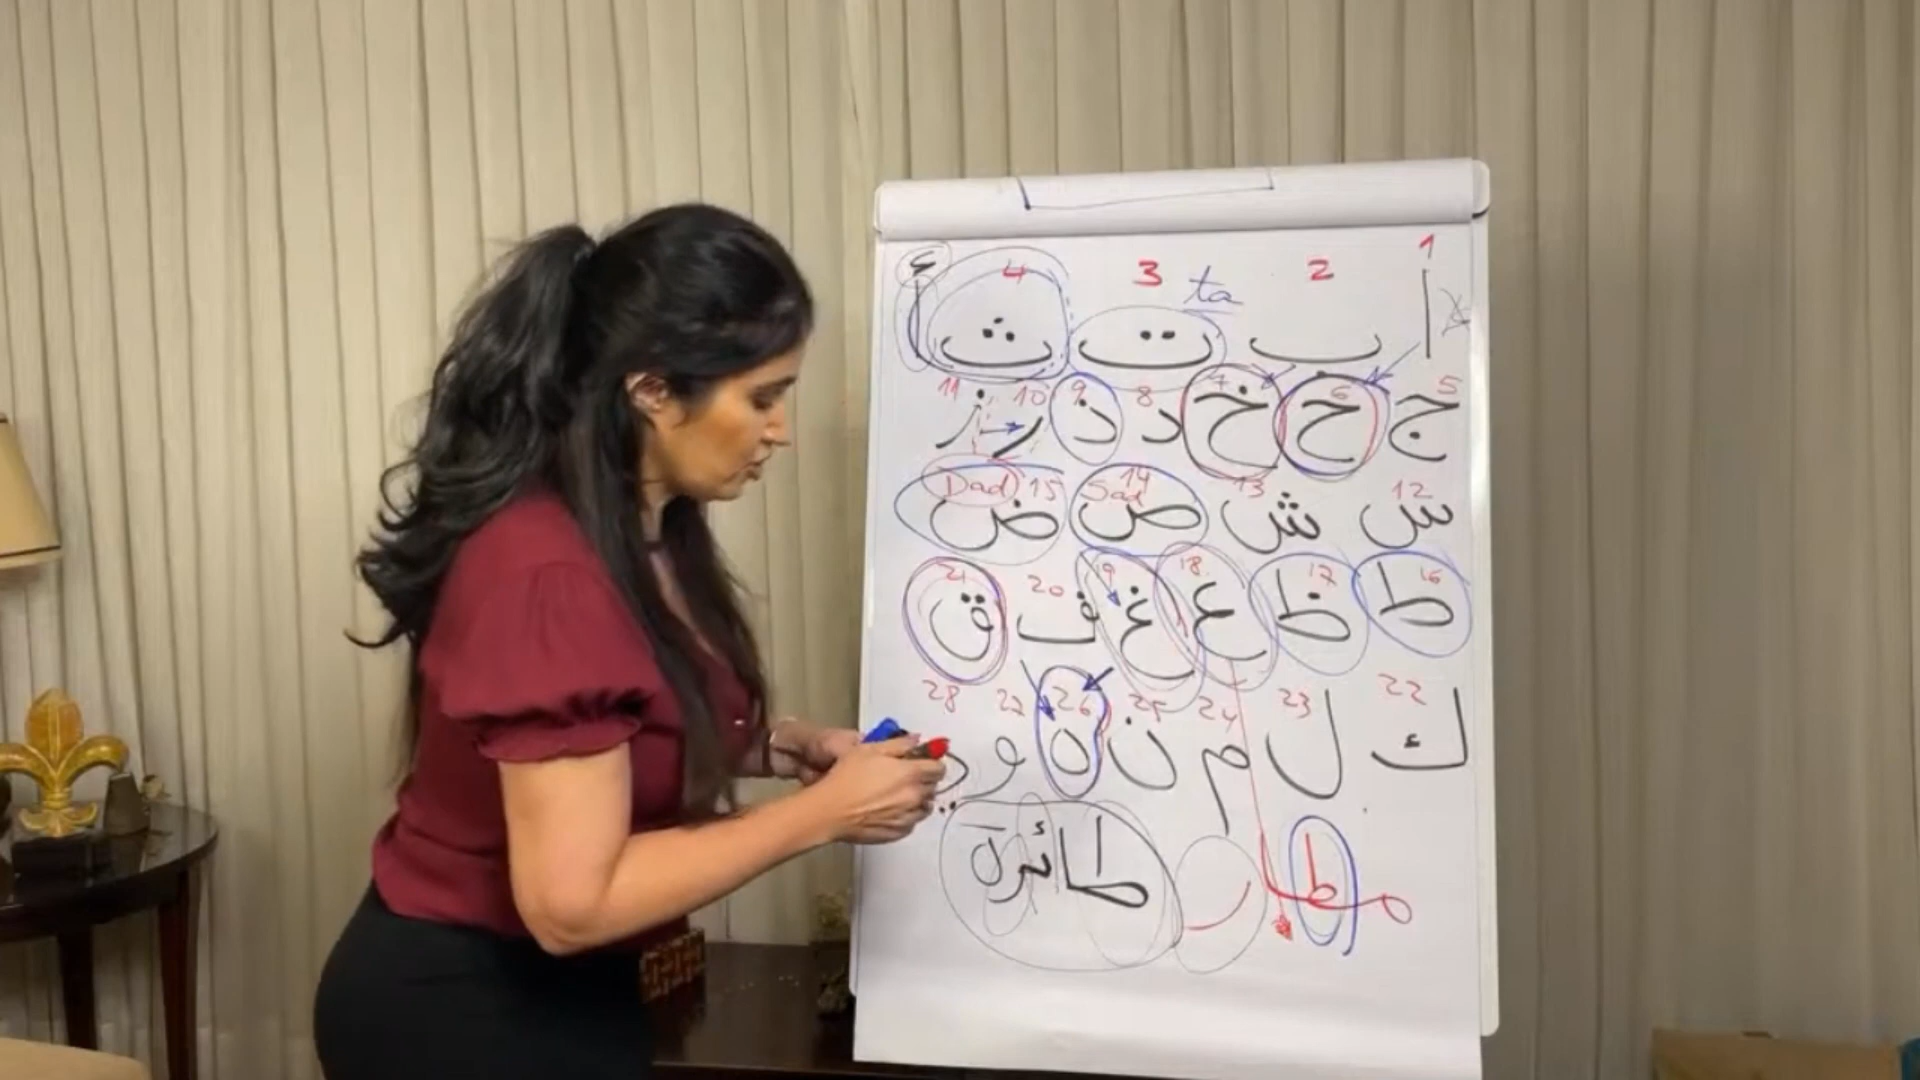 1 2 3 ta 4 ء
ا ب ت ث أ
5 6 7 8 9 10 11
ج ح خ د ذ ر ز
12 13 14 Sad 15 Dad
س ش ص ض
16 17 18 19 20 21
ط ظ ع غ ف ق
22 23 24 25 26 27 28
ك ل م ن ه و ي
مطار طائرة